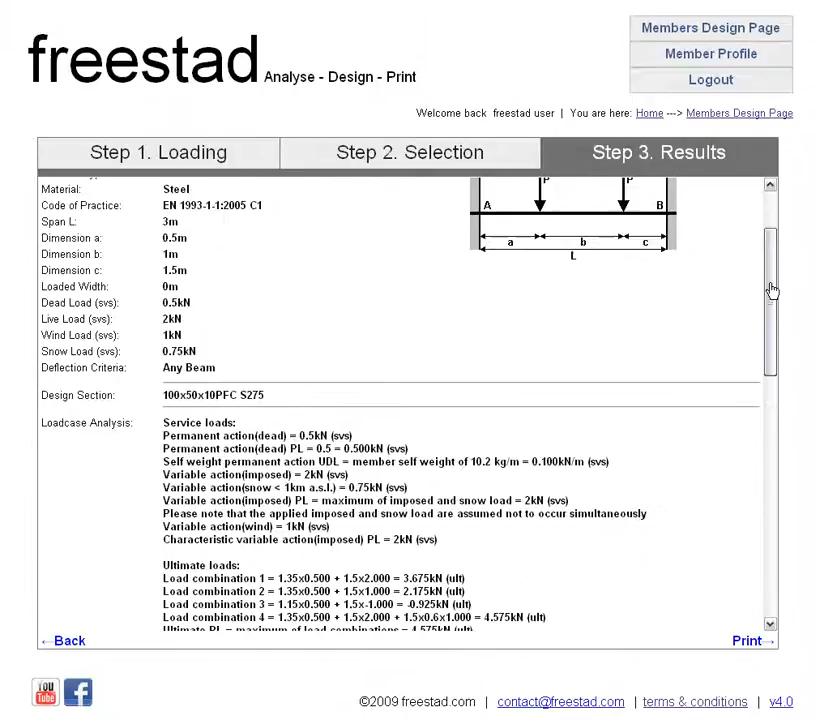 Members Design Page
freestad Analyse - Design - Print
Member Profile
Logout
Welcome back freestad user | You are here: Home ---> Members Design Page
Step 1. Loading Step 2. Selection Step 3. Results
Material: Steel
Code of Practice: EN 1993-1-1:2005 C1
Span L: 3m
Dimension a: 0.5m
Dimension b: 1m
Dimension c: 1.5m
Loaded Width: 0m
Dead Load (svs): 0.5kN
Live Load (svs): 2kN
Wind Load (svs): 1kN
Snow Load (svs): 0.75kN
Deflection Criteria: Any Beam
P P
A B
a b c
L
Design Section: 100x50x10PFC S275
Loadcase Analysis: Service loads:
Permanent action(dead) = 0.5kN (svs)
Permanent action(dead) PL = 0.5 = 0.500kN (svs)
Self weight permanent action UDL = member self weight of 10.2 kg/m = 0.100kN/m (svs)
Variable action(imposed) = 2kN (svs)
Variable action(snow < 1km a.s.l.) = 0.75kN (svs)
Variable action(imposed) PL = maximum of imposed and snow load = 2kN (svs)
Please note that the applied imposed and snow load are assumed not to occur simultaneously
Variable action(wind) = 1kN (svs)
Characteristic variable action(imposed) PL = 2kN (svs)
Ultimate loads:
Load combination 1 = 1.35x0.500 + 1.5x2.000 = 3.675kN (ult)
Load combination 2 = 1.35x0.500 + 1.5x1.000 = 2.175kN (ult)
Load combination 3 = 1.15x0.500 + 1.5x-1.000 = -0.925kN (ult)
Load combination 4 = 1.35x0.500 + 1.5x2.000 + 1.5x0.6x1.000 = 4.575kN (ult)
Ultimate PL = maximum of load combinations = 4.575kN (ult)
←Back Print→
You Tube f
©2009 freestad.com | contact@freestad.com | terms & conditions | v4.0